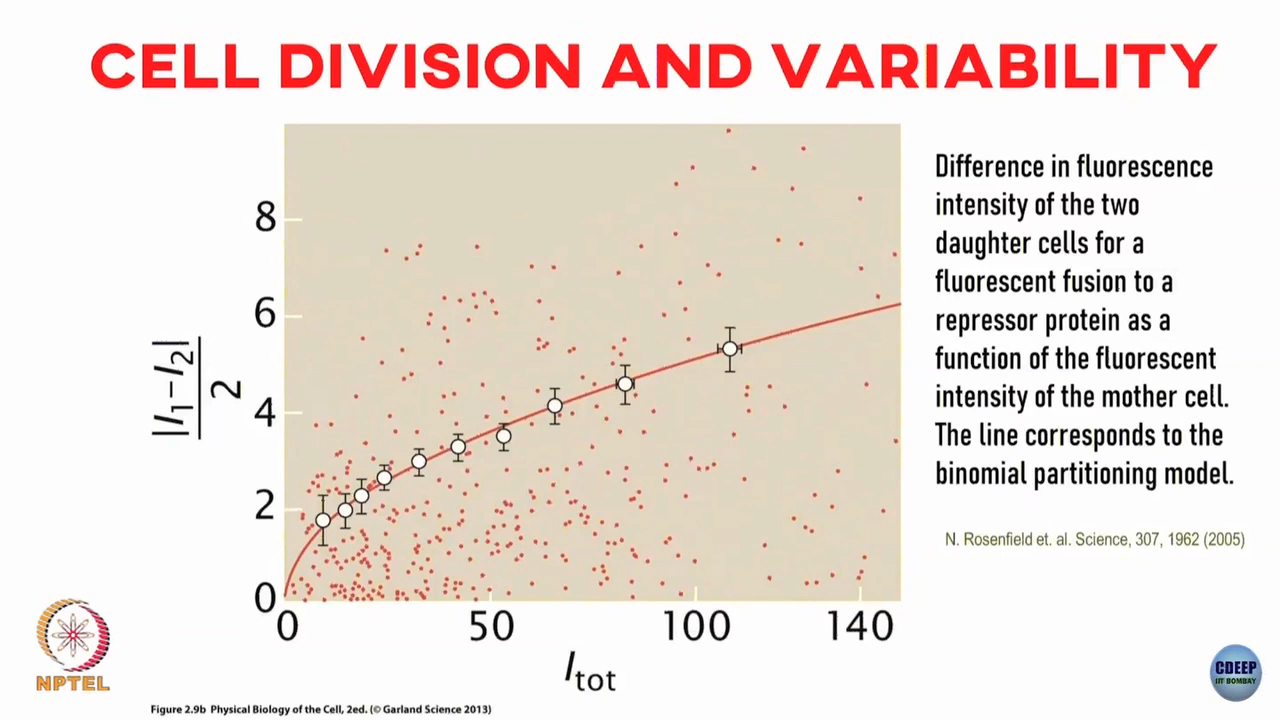 CELL DIVISION AND VARIABILITY
8
6
4
2
0
|I₁−I₂|
2
0
50
100
140
Itot
Difference in fluorescence
intensity of the two
daughter cells for a
fluorescent fusion to a
repressor protein as a
function of the fluorescent
intensity of the mother cell.
The line corresponds to the
binomial partitioning model.
N. Rosenfield et. al. Science, 307, 1962 (2005)
NPTEL
CDEEP
IIT BOMBAY
Figure 2.9b Physical Biology of the Cell, 2ed. (© Garland Science 2013)